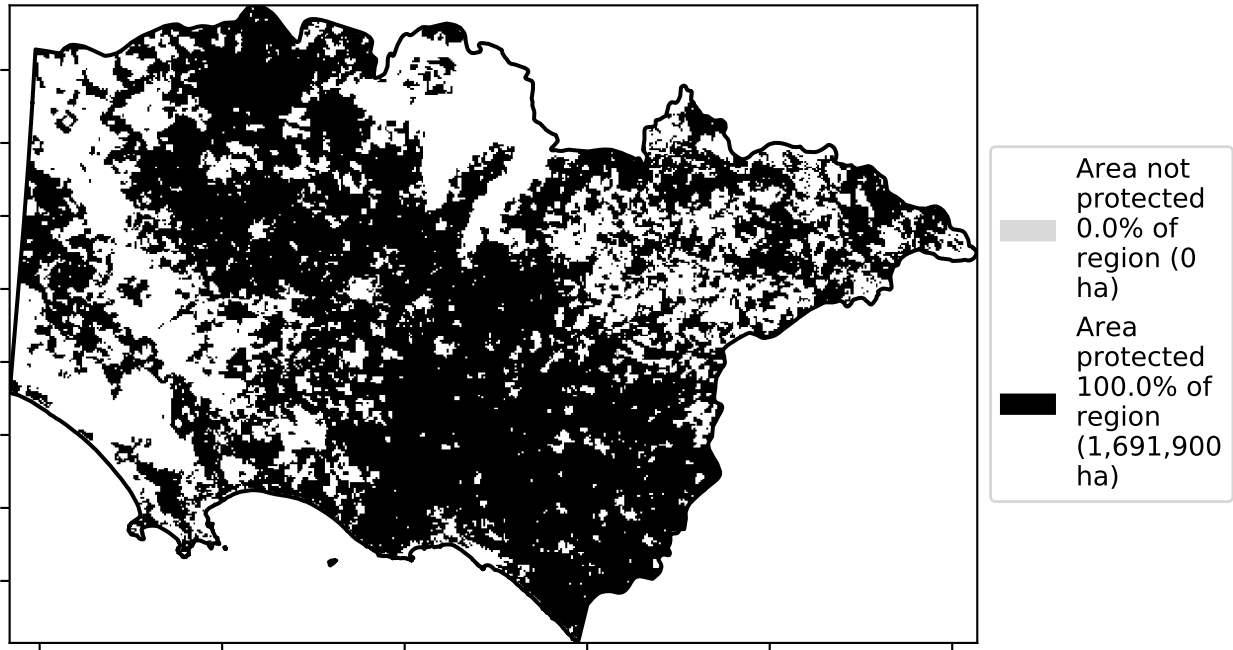 Area not
protected
0.0% of
region (0
ha)
Area
protected
100.0% of
region
(1,691,900
ha)